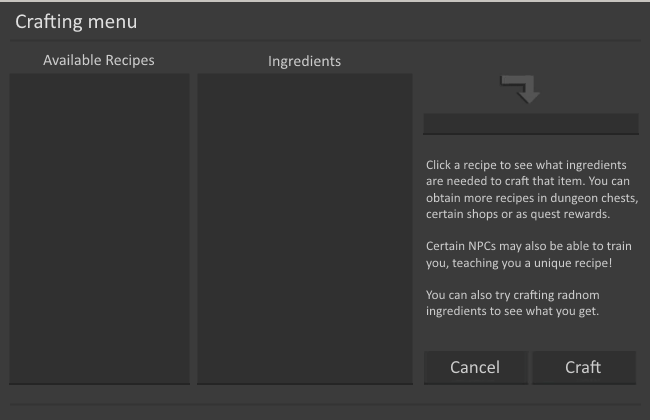 Crafting menu
Available Recipes
Ingredients
Click a recipe to see what ingredients
are needed to craft that item. You can
obtain more recipes in dungeon chests,
certain shops or as quest rewards.
Certain NPCs may also be able to train
you, teaching you a unique recipe!
You can also try crafting radnom
ingredients to see what you get.
Cancel
Craft